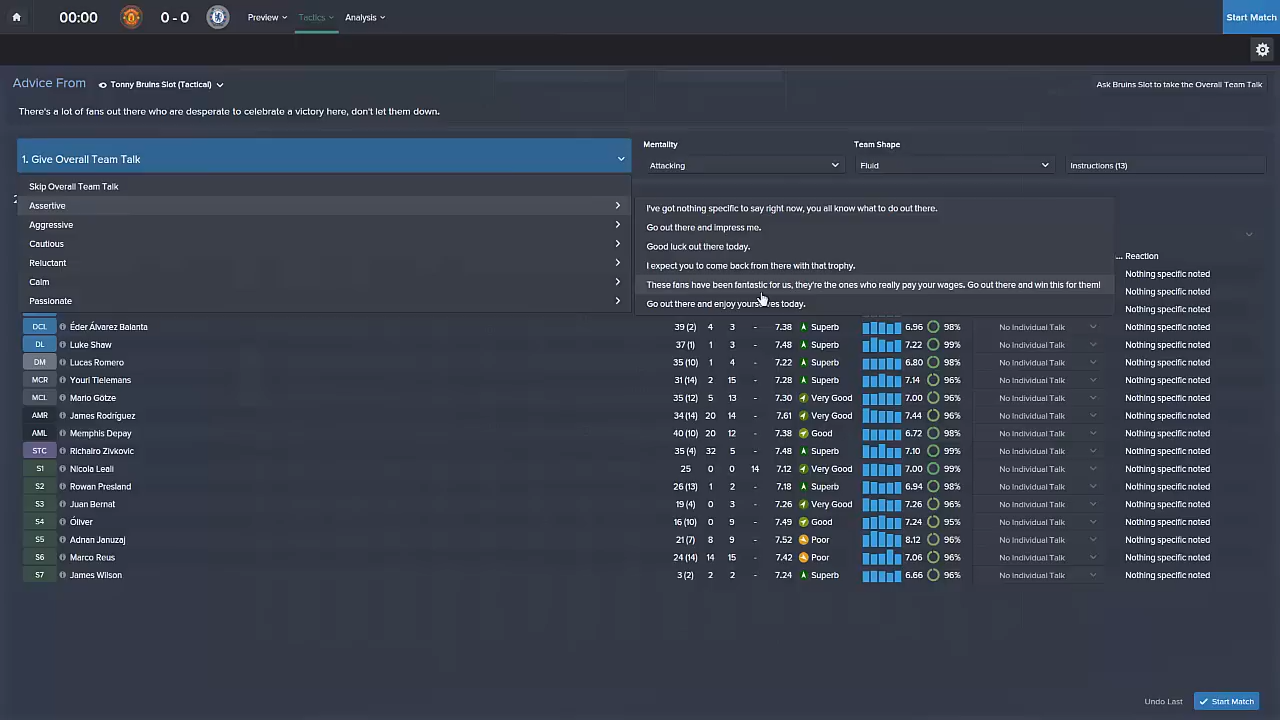 00:00 0 - 0 Preview Tactics Analysis Start Match
Advice From Tonny Bruins Slot (Tactical) Ask Bruins Slot to take the Overall Team Talk
There's a lot of fans out there who are desperate to celebrate a victory here, don't let them down.
1. Give Overall Team Talk
Mentality Team Shape
Attacking Fluid Instructions (13)
Skip Overall Team Talk
Assertive
Aggressive
Cautious
Reluctant
Calm
Passionate
I've got nothing specific to say right now, you all know what to do out there.
Go out there and impress me.
Good luck out there today.
I expect you to come back from there with that trophy.
These fans have been fantastic for us, they're the ones who really pay your wages. Go out there and win this for them!
Go out there and enjoy yourselves today.
... Reaction
Nothing specific noted
Nothing specific noted
Nothing specific noted
DCL Éder Álvarez Balanta 39 (2) 4 3 - 7.38 Superb 6.96 98% No Individual Talk Nothing specific noted
DL Luke Shaw 37 (1) 1 3 - 7.48 Superb 7.22 99% No Individual Talk Nothing specific noted
DM Lucas Romero 35 (10) 1 4 - 7.22 Superb 6.80 98% No Individual Talk Nothing specific noted
MCR Youri Tielemans 31 (14) 2 15 - 7.28 Superb 7.14 96% No Individual Talk Nothing specific noted
MCL Mario Götze 35 (12) 5 13 - 7.30 Very Good 7.00 96% No Individual Talk Nothing specific noted
AMR James Rodríguez 34 (14) 20 14 - 7.61 Very Good 7.44 96% No Individual Talk Nothing specific noted
AML Memphis Depay 40 (10) 20 12 - 7.38 Good 6.72 98% No Individual Talk Nothing specific noted
STC Richairo Zivkovic 35 (4) 32 5 - 7.48 Superb 7.10 99% No Individual Talk Nothing specific noted
S1 Nicola Leali 25 0 0 14 7.12 Very Good 7.00 99% No Individual Talk Nothing specific noted
S2 Rowan Presland 26 (13) 1 2 - 7.18 Superb 6.94 98% No Individual Talk Nothing specific noted
S3 Juan Bernat 19 (4) 0 3 - 7.26 Very Good 7.26 96% No Individual Talk Nothing specific noted
S4 Óliver 16 (10) 0 9 - 7.49 Good 7.24 95% No Individual Talk Nothing specific noted
S5 Adnan Januzaj 21 (7) 8 9 - 7.52 Poor 8.12 96% No Individual Talk Nothing specific noted
S6 Marco Reus 24 (14) 14 15 - 7.42 Poor 7.06 96% No Individual Talk Nothing specific noted
S7 James Wilson 3 (2) 2 2 - 7.24 Superb 6.66 96% No Individual Talk Nothing specific noted
Undo Last Start Match